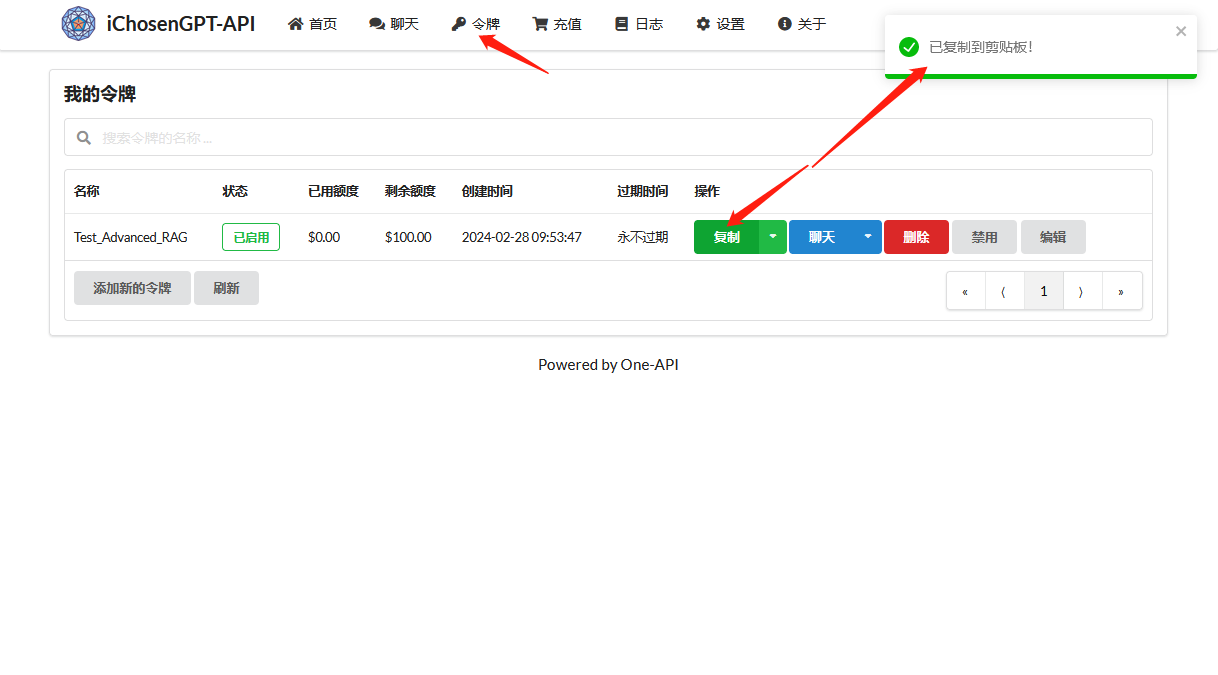 iChosenGPT-API 首页 聊天 令牌 充值 日志 设置 关于
已复制到剪贴板!
我的令牌
搜索令牌的名称 ...
名称 状态 已用额度 剩余额度 创建时间 过期时间 操作
Test_Advanced_RAG 已启用 $0.00 $100.00 2024-02-28 09:53:47 永不过期 复制 聊天 删除 禁用 编辑
添加新的令牌 刷新 « ⟨ 1 ⟩ »
Powered by One-API